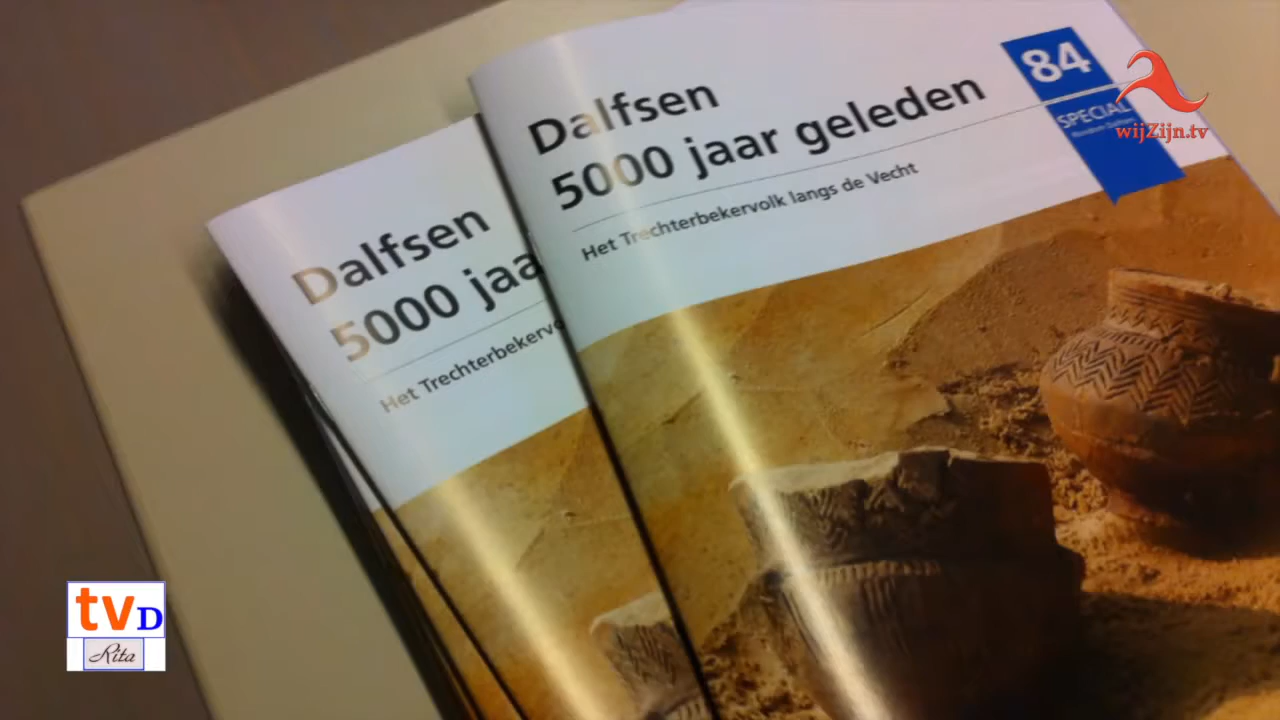 Dalfsen
5000 jaar geleden
Het Trechterbekervolk langs de Vecht
84
SPECIAL
wijZijn.tv
Dalfsen
5000 jaa
Het Trechterbekervo
tvD
Rita